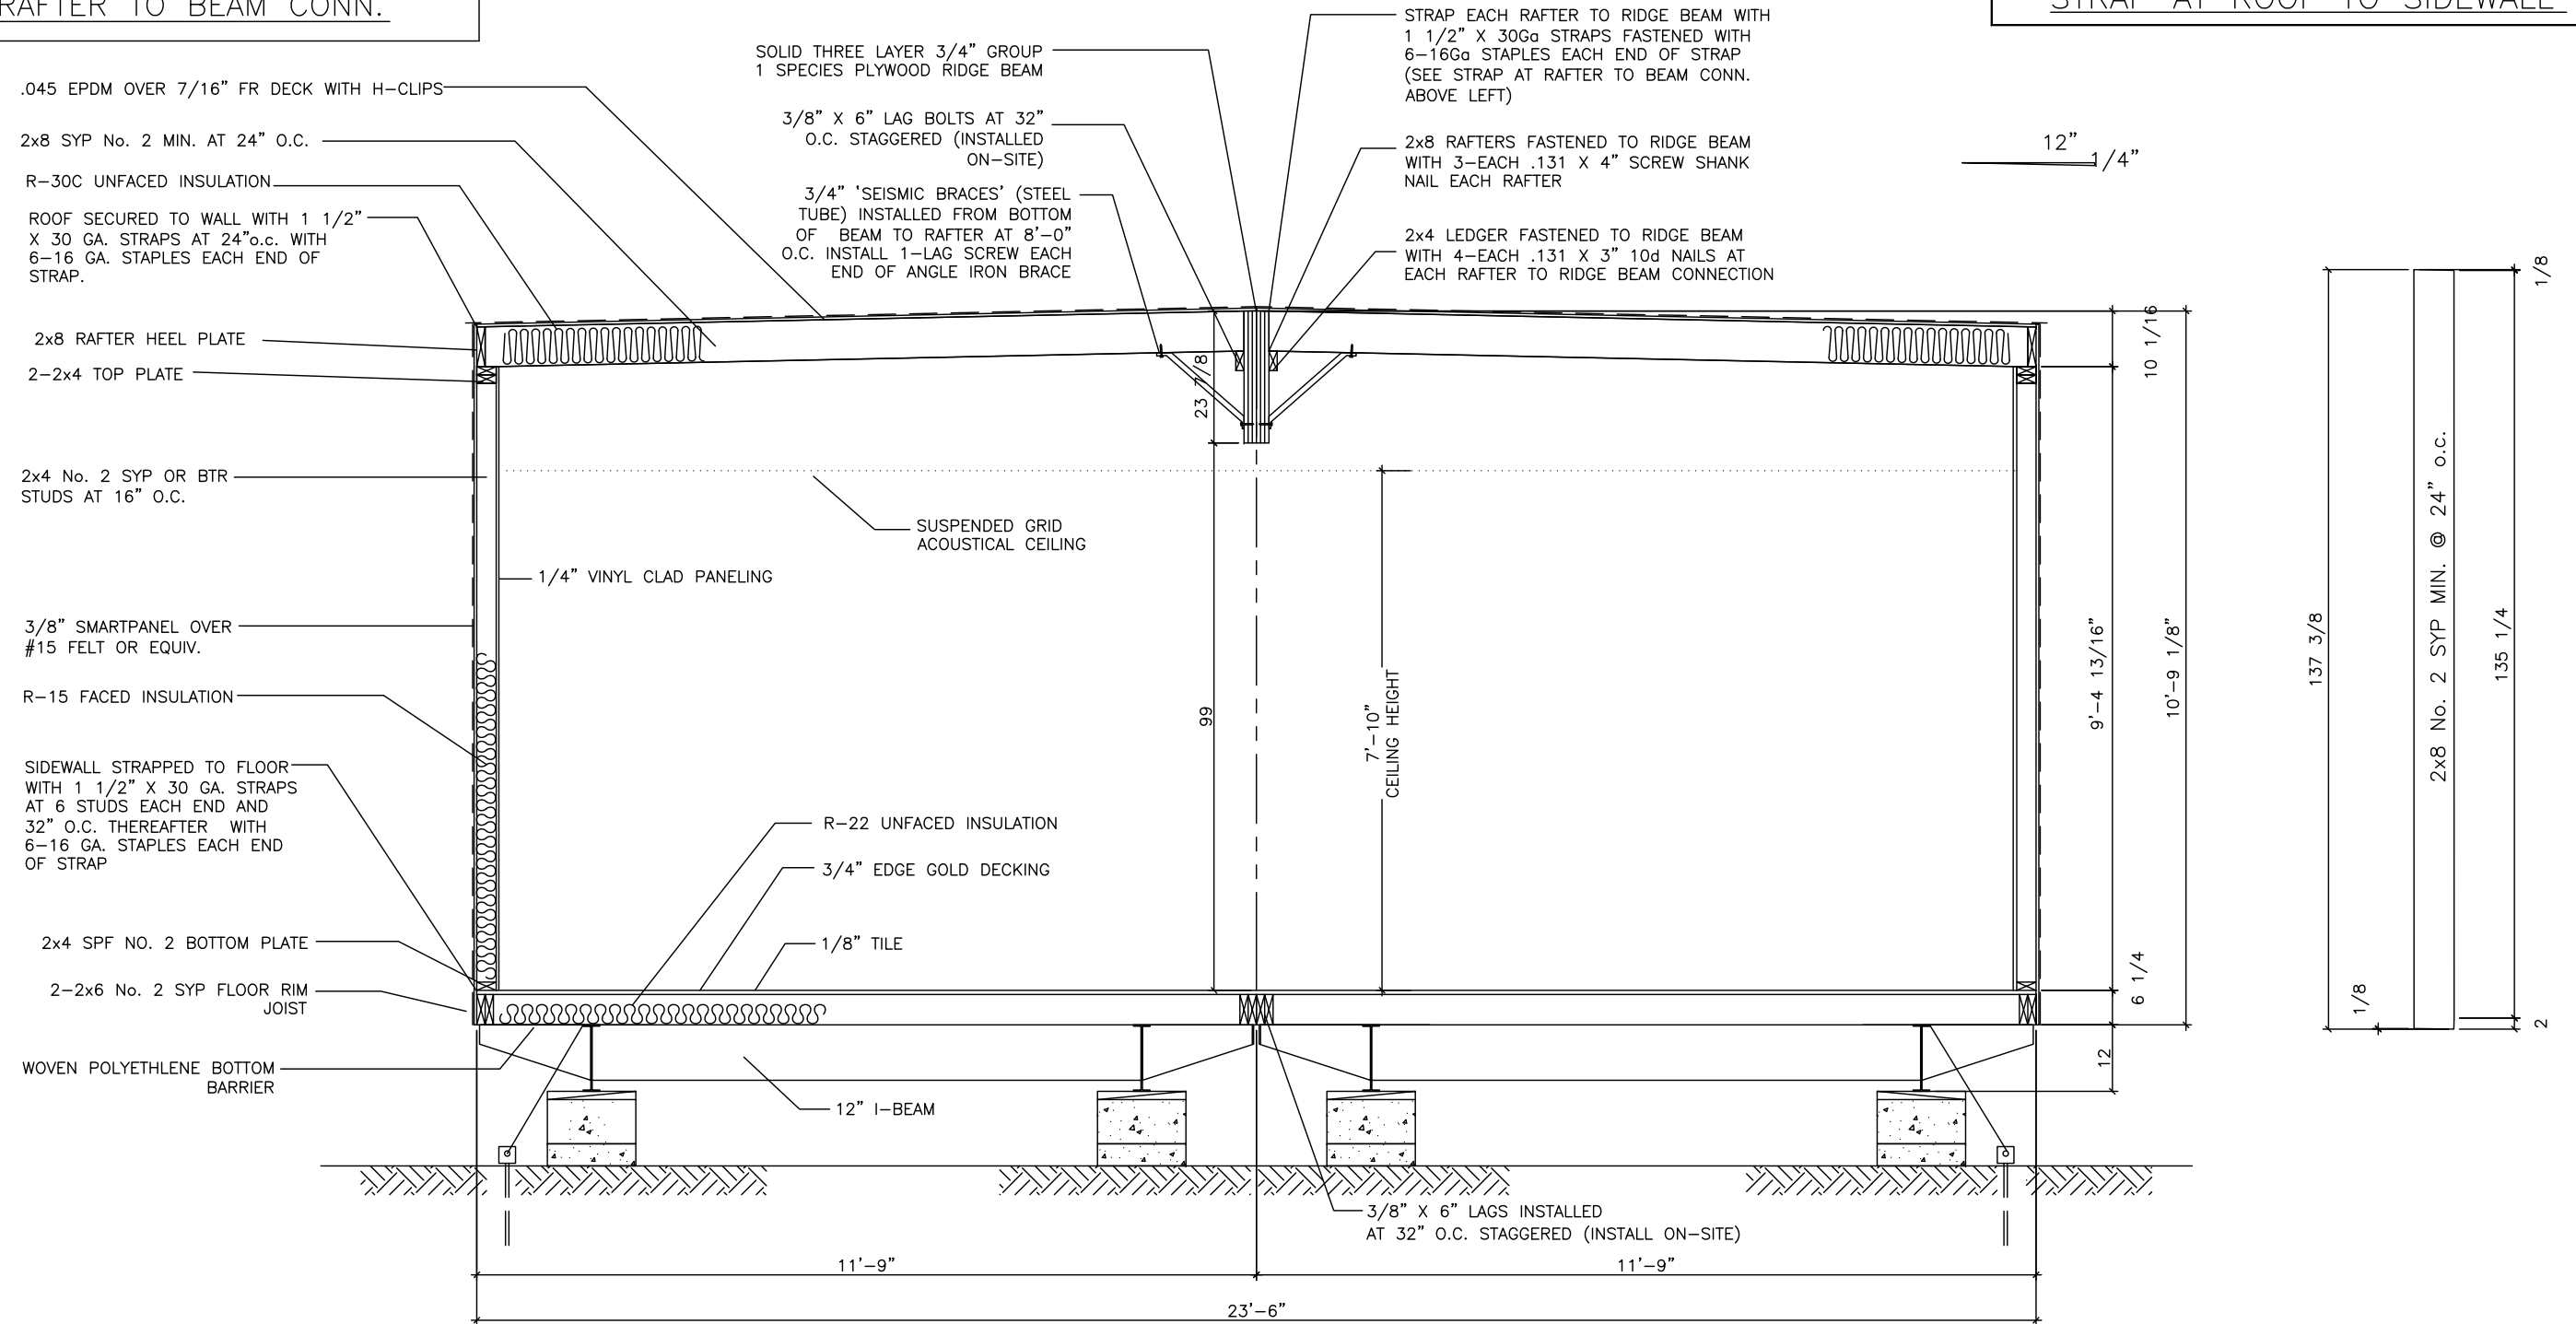 RAFTER TO BEAM CONN.
STRAP AT ROOF TO SIDEWALL
.045 EPDM OVER 7/16” FR DECK WITH H-CLIPS
2x8 SYP No. 2 MIN. AT 24” O.C.
R-30C UNFACED INSULATION
ROOF SECURED TO WALL WITH 1 1/2”
X 30 GA. STRAPS AT 24”o.c. WITH
6-16 GA. STAPLES EACH END OF
STRAP.
2x8 RAFTER HEEL PLATE
2-2x4 TOP PLATE
2x4 No. 2 SYP OR BTR
STUDS AT 16” O.C.
3/8” SMARTPANEL OVER
#15 FELT OR EQUIV.
R-15 FACED INSULATION
SIDEWALL STRAPPED TO FLOOR
WITH 1 1/2” X 30 GA. STRAPS
AT 6 STUDS EACH END AND
32” O.C. THEREAFTER WITH
6-16 GA. STAPLES EACH END
OF STRAP
2x4 SPF NO. 2 BOTTOM PLATE
2-2x6 No. 2 SYP FLOOR RIM
JOIST
WOVEN POLYETHLENE BOTTOM
BARRIER
SOLID THREE LAYER 3/4” GROUP
1 SPECIES PLYWOOD RIDGE BEAM
3/8” X 6” LAG BOLTS AT 32”
O.C. STAGGERED (INSTALLED
ON-SITE)
3/4” ‘SEISMIC BRACES’ (STEEL
TUBE) INSTALLED FROM BOTTOM
OF BEAM TO RAFTER AT 8’-0”
O.C. INSTALL 1-LAG SCREW EACH
END OF ANGLE IRON BRACE
STRAP EACH RAFTER TO RIDGE BEAM WITH
1 1/2” X 30Ga STRAPS FASTENED WITH
6-16Ga STAPLES EACH END OF STRAP
(SEE STRAP AT RAFTER TO BEAM CONN.
ABOVE LEFT)
2x8 RAFTERS FASTENED TO RIDGE BEAM
WITH 3-EACH .131 X 4” SCREW SHANK
NAIL EACH RAFTER
2x4 LEDGER FASTENED TO RIDGE BEAM
WITH 4-EACH .131 X 3” 10d NAILS AT
EACH RAFTER TO RIDGE BEAM CONNECTION
12”
1/4”
23 7/8
SUSPENDED GRID
ACOUSTICAL CEILING
1/4” VINYL CLAD PANELING
99
7’-10”
CEILING HEIGHT
R-22 UNFACED INSULATION
3/4” EDGE GOLD DECKING
1/8” TILE
12” I-BEAM
3/8” X 6” LAGS INSTALLED
AT 32” O.C. STAGGERED (INSTALL ON-SITE)
11’-9”
11’-9”
23’-6”
10 1/16
9’-4 13/16”
10’-9 1/8”
6 1/4
12
137 3/8
2x8 No. 2 SYP MIN. @ 24” o.c.
135 1/4
1/8
1/8
2